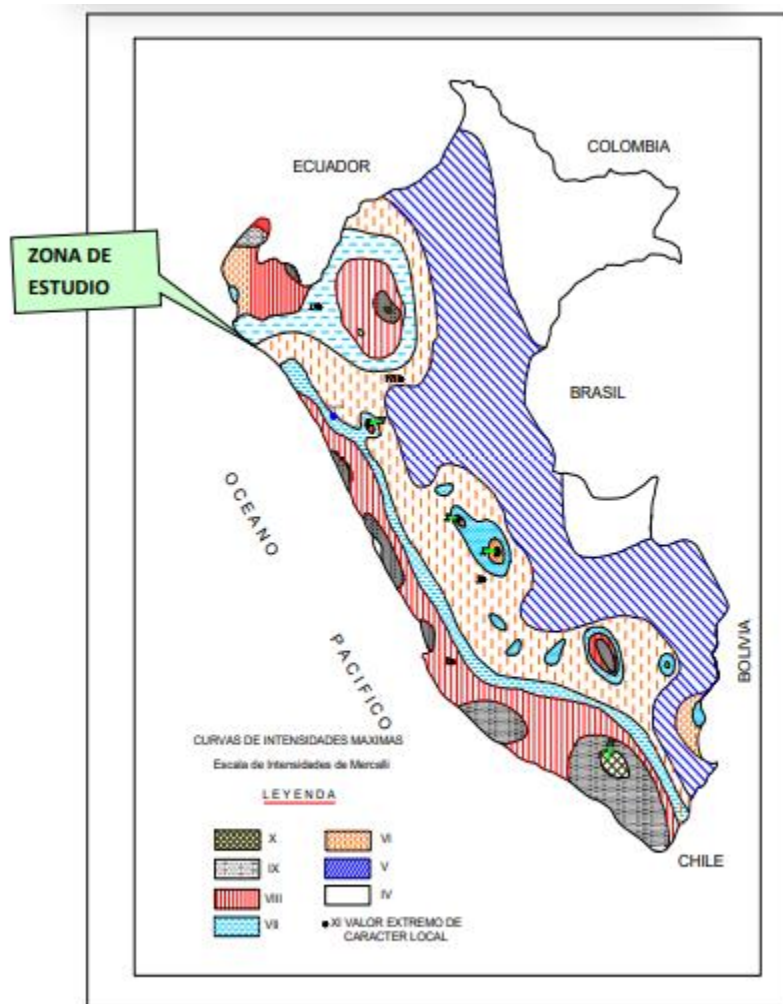 COLOMBIA
ECUADOR
ZONA DE
ESTUDIO
BRASIL
OCEANO
PACIFICO
BOLIVIA
CURVAS DE INTENSIDADES MAXIMAS
Escala de Intensidades de Mercalli
LEYENDA
X
IX
VIII
VII
VI
V
IV
XI VALOR EXTREMO DE
CARACTER LOCAL
CHILE